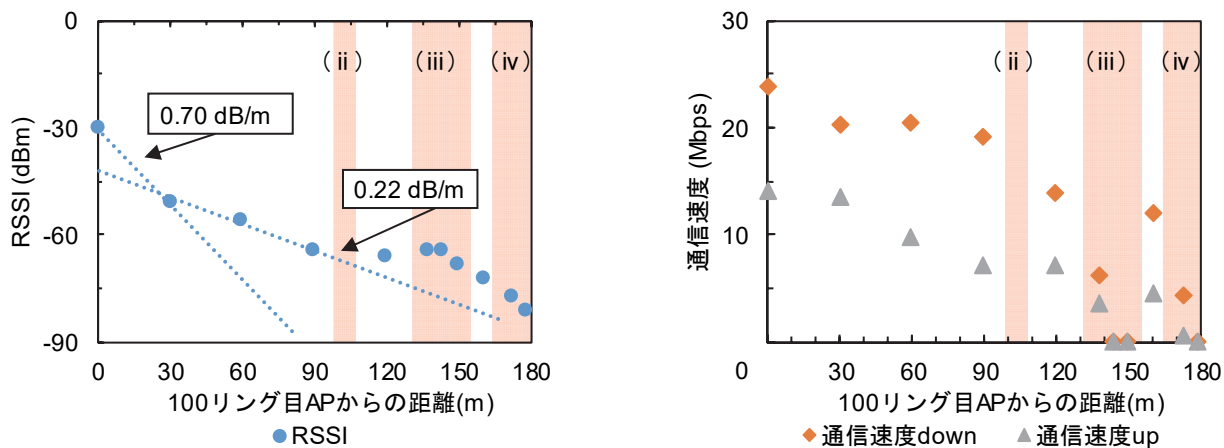 0
-30
-60
-90
RSSI (dBm)
(ii)
(iii)
(iv)
0.70 dB/m
0.22 dB/m
0 30 60 90 120 150 180
100リング目APからの距離(m)
RSSI
30
20
10
0
通信速度 (Mbps)
(ii)
(iii)
(iv)
0 30 60 90 120 150 180
100リング目APからの距離(m)
通信速度down 通信速度up